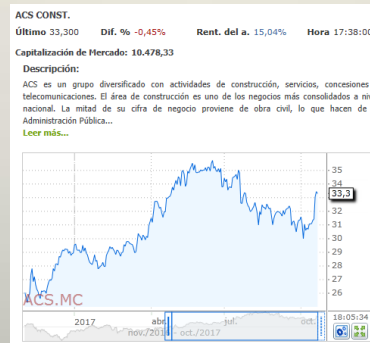 ACS CONST.
Último 33,300 Dif. % -0,45% Rent. del a. 15,04% Hora 17:38:00
Capitalización de Mercado: 10.478,33
Descripción:
ACS es un grupo diversificado con actividades de construcción, servicios, concesiones
telecomunicaciones. El área de construcción es uno de los negocios más consolidados a niv
nacional. La mitad de su cifra de negocio proviene de obra civil, lo que hacen de
Administración Pública...
Leer más...
35
34
33,3
32
31
30
29
28
27
26
ACS.MC
2017 abr. jul. oct.
nov./2016 - oct./2017
18:05:34